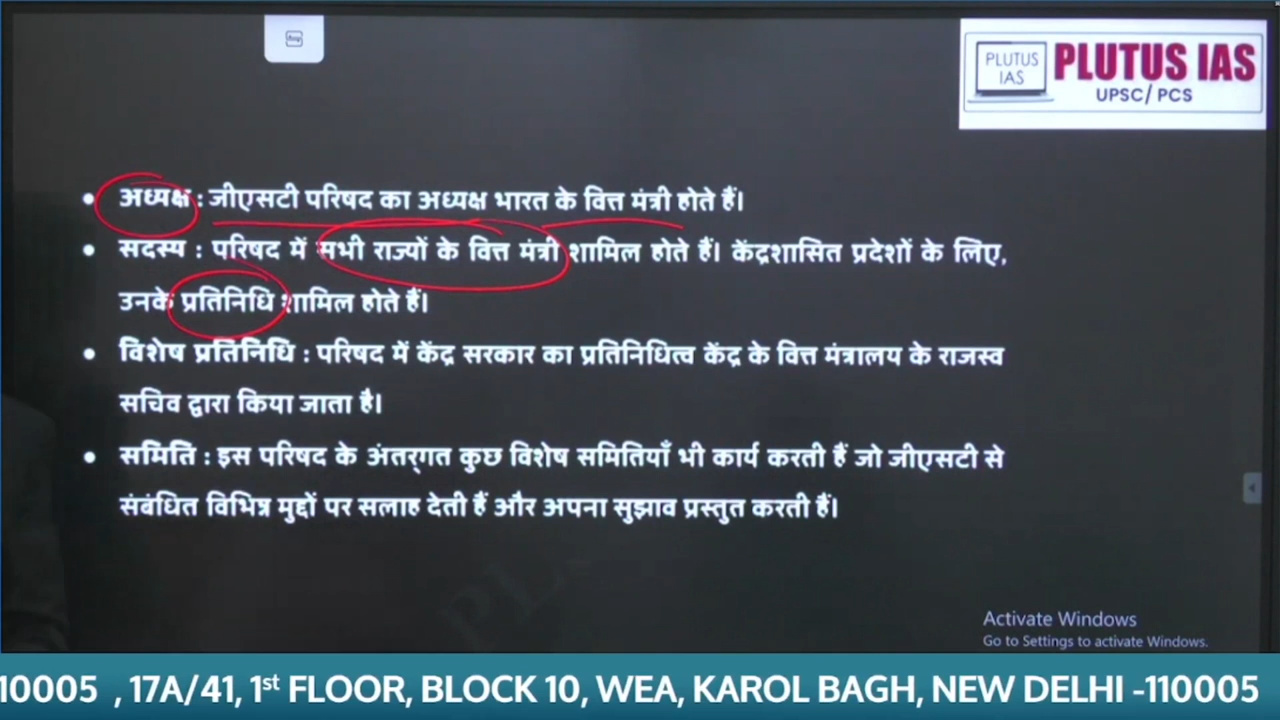 PLUTUS
IAS
PLUTUS IAS
UPSC/ PCS
• अध्यक्ष : जीएसटी परिषद का अध्यक्ष भारत के वित्त मंत्री होते हैं।
• सदस्य : परिषद में सभी राज्यों के वित्त मंत्री शामिल होते हैं। केंद्रशासित प्रदेशों के लिए,
उनके प्रतिनिधि शामिल होते हैं।
• विशेष प्रतिनिधि : परिषद में केंद्र सरकार का प्रतिनिधित्व केंद्र के वित्त मंत्रालय के राजस्व
सचिव द्वारा किया जाता है।
• समिति : इस परिषद के अंतर्गत कुछ विशेष समितियाँ भी कार्य करती हैं जो जीएसटी से
संबंधित विभिन्न मुद्दों पर सलाह देती हैं और अपना सुझाव प्रस्तुत करती हैं।
Activate Windows
Go to Settings to activate Windows.
10005 , 17A/41, 1st FLOOR, BLOCK 10, WEA, KAROL BAGH, NEW DELHI -110005